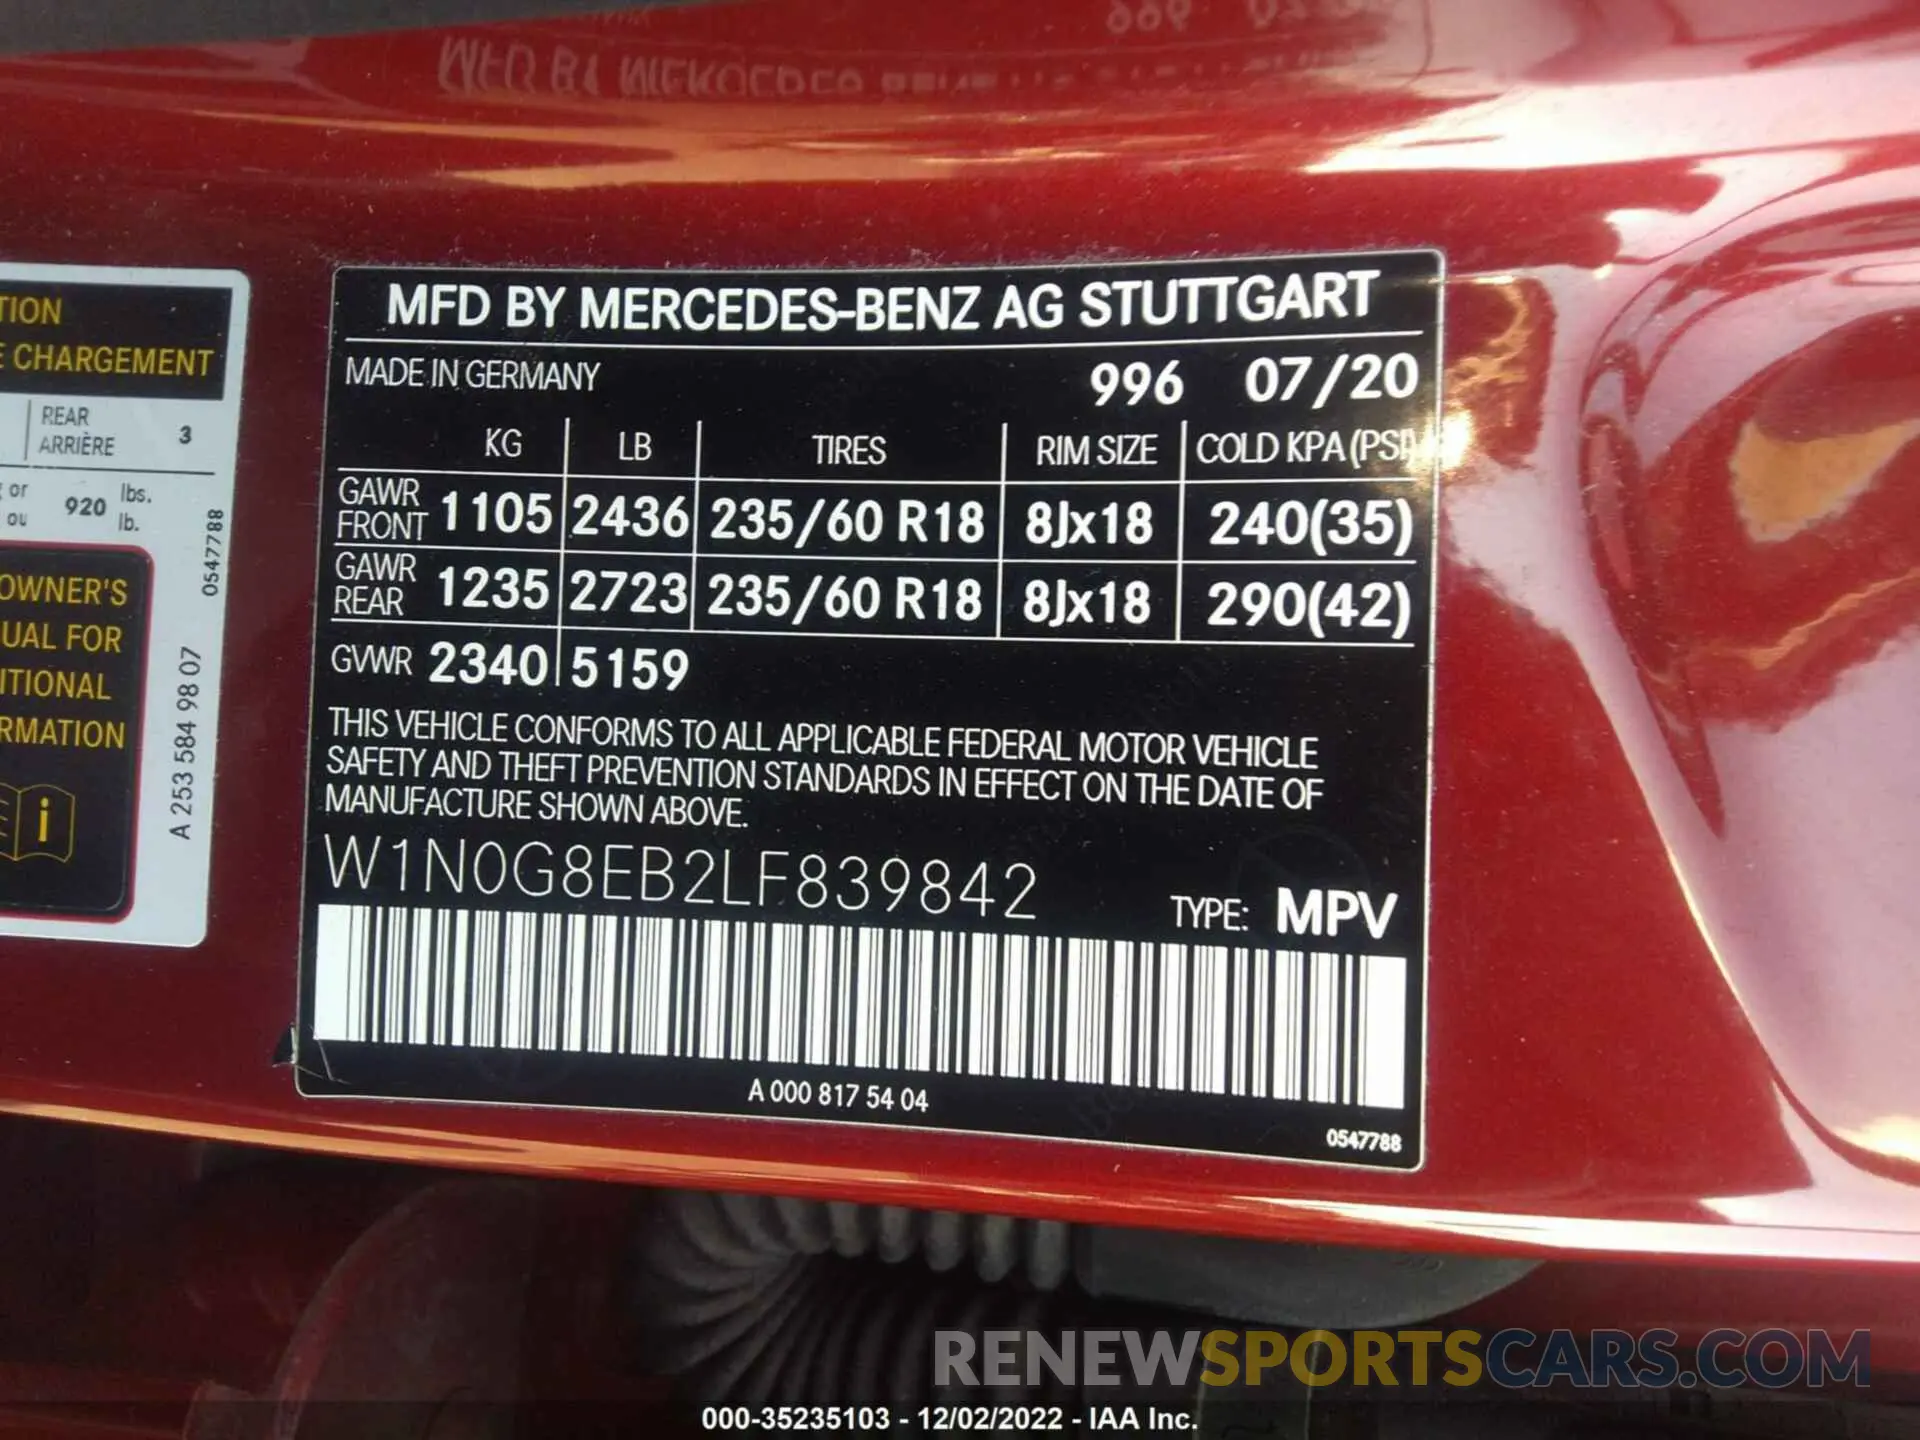 MFD BY MERCEDES-BENZ AG STUTTGART
MADE IN GERMANY 996 07/20
KG LB TIRES RIM SIZE COLD KPA (PSI)
GAWR FRONT 1105 2436 235/60 R18 8Jx18 240(35)
GAWR REAR 1235 2723 235/60 R18 8Jx18 290(42)
GVWR 2340 5159
THIS VEHICLE CONFORMS TO ALL APPLICABLE FEDERAL MOTOR VEHICLE
SAFETY AND THEFT PREVENTION STANDARDS IN EFFECT ON THE DATE OF
MANUFACTURE SHOWN ABOVE.
W1N0G8EB2LF839842
TYPE: MPV
A 000 817 54 04
0547788
TION
E CHARGEMENT
REAR
ARRIÈRE 3
or 920 lbs.
ou lb.
0547788
OWNER'S
UAL FOR
ITIONAL
RMATION
i
A 253 584 98 07
RENEWSPORTSCARS.COM
000-35235103 - 12/02/2022 - IAA Inc.